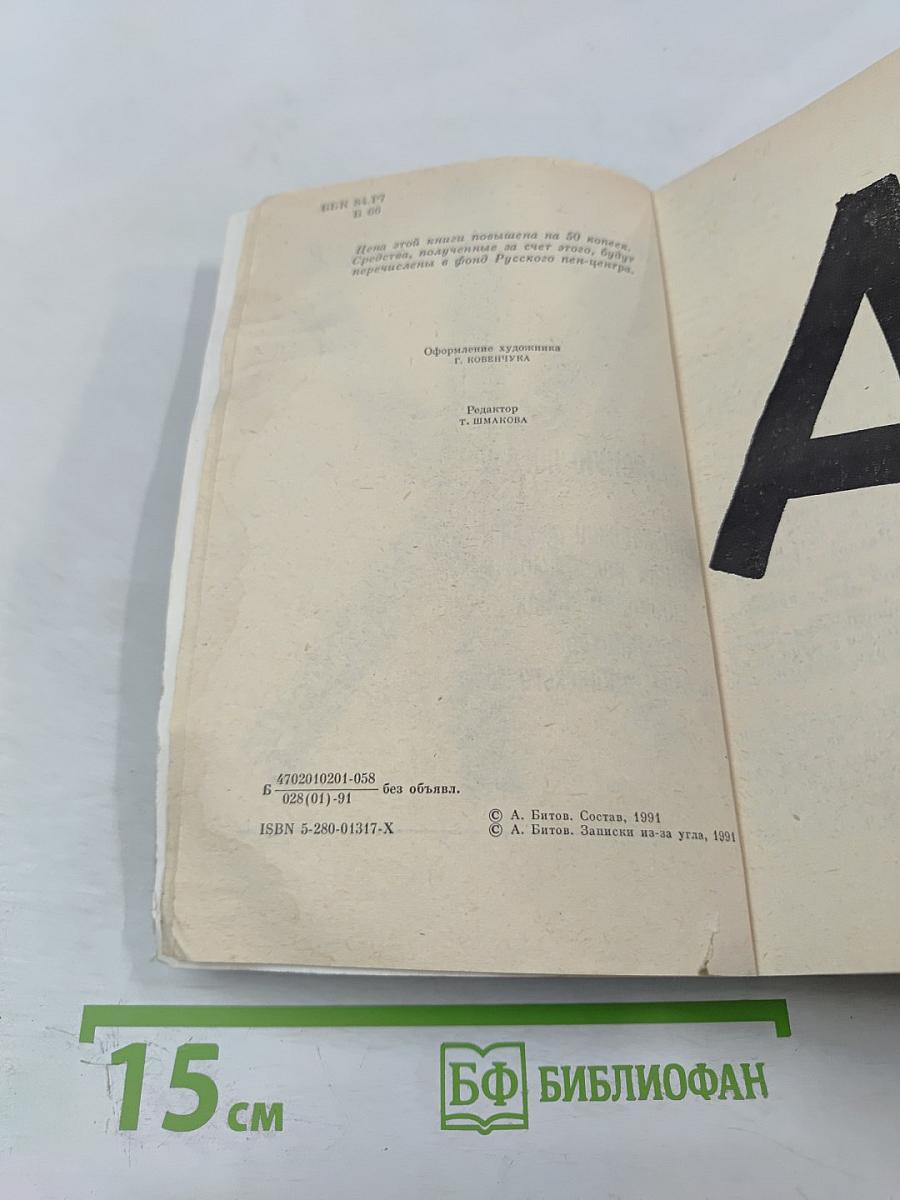 ББК 84.Р7
Б 66
Цена этой книги повышена на 50 копеек.
Средства, полученные за счет этого, будут
перечислены в фонд Русского пен-центра.
Оформление художника
Г. КОВЕНЧУКА
Редактор
Т. ШМАКОВА
Б 4702010201-058 без объявл.
028(01)-91
ISBN 5-280-01317-X
© А. Битов. Состав, 1991
© А. Битов. Записки из-за угла, 1991
А
15 см
БФ БИБЛИОФАН